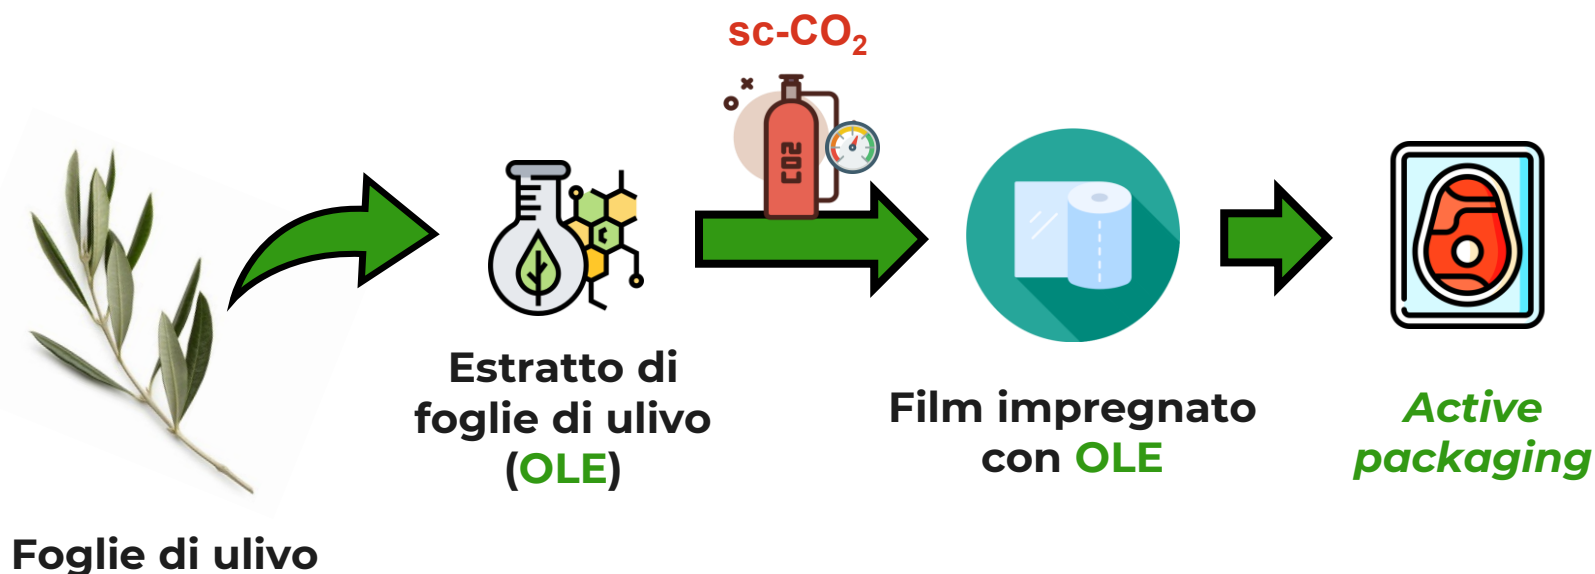 sc-CO₂
CO2
Estratto di
foglie di ulivo
(OLE)
Film impregnato
con OLE
Active
packaging
Foglie di ulivo